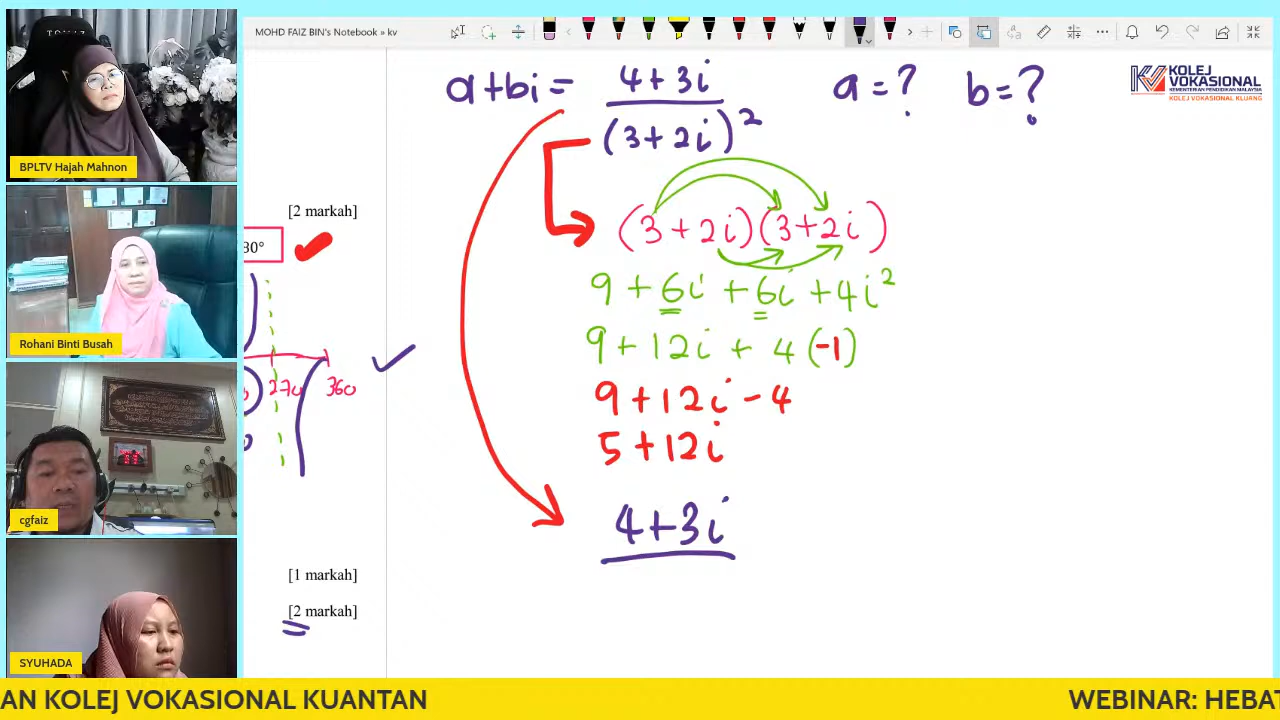 MOHD FAIZ BIN's Notebook » kv
BPLTV Hajah Mahnon
Rohani Binti Busah
cgfaiz
SYUHADA
KOLEJ
VOKASIONAL
KEMENTERIAN PENDIDIKAN MALAYSIA
KOLEJ VOKASIONAL KLUANG
[2 markah]
30°
270
360
[1 markah]
[2 markah]
a+bi = 4+3i / (3+2i)² a=? b=?
(3+2i)(3+2i)
9+6i+6i+4i²
9+12i+4(-1)
9+12i-4
5+12i
4+3i
AN KOLEJ VOKASIONAL KUANTAN
WEBINAR: HEBAT